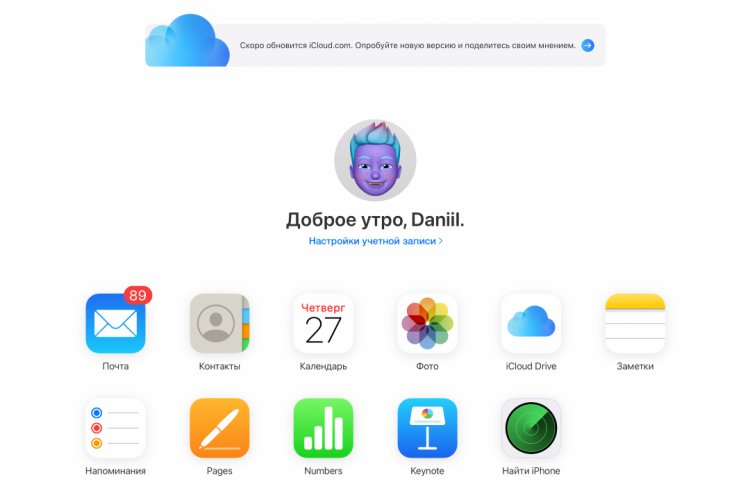 Скоро обновится iCloud.com. Опробуйте новую версию и поделитесь своим мнением.
Доброе утро, Daniil.
Настройки учетной записи
89
Четверг
27
Почта
Контакты
Календарь
Фото
iCloud Drive
Заметки
Напоминания
Pages
Numbers
Keynote
Найти iPhone